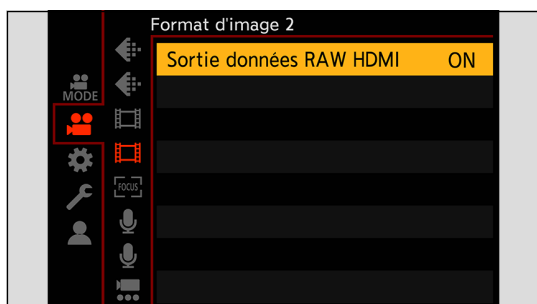 Format d'image 2
Sortie données RAW HDMI ON
MODE
FOCUS